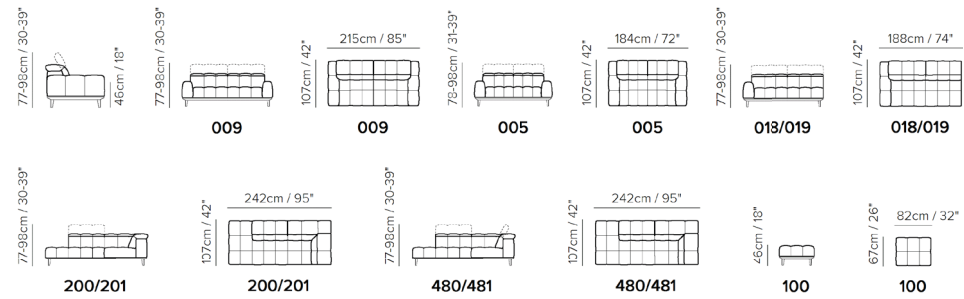 77-98cm / 30-39"
46cm / 18"
77-98cm / 30-39"
009
215cm / 85"
107cm / 42"
009
78-98cm / 31-39"
005
184cm / 72"
107cm / 42"
005
77-98cm / 30-39"
018/019
188cm / 74"
107cm / 42"
018/019
77-98cm / 30-39"
200/201
242cm / 95"
107cm / 42"
200/201
77-98cm / 30-39"
480/481
242cm / 95"
107cm / 42"
480/481
46cm / 18"
100
82cm / 32"
67cm / 26"
100